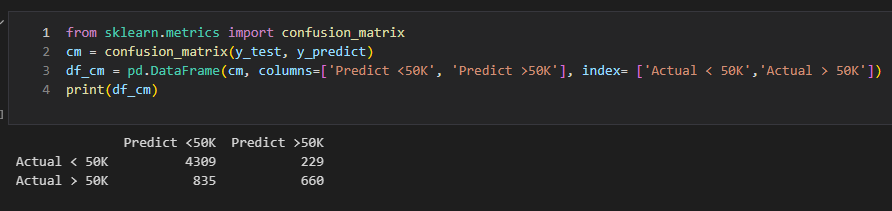 1 from sklearn.metrics import confusion_matrix
2 cm = confusion_matrix(y_test, y_predict)
3 df_cm = pd.DataFrame(cm, columns=['Predict <50K', 'Predict >50K'], index= ['Actual < 50K','Actual > 50K'])
4 print(df_cm)
]
Predict <50K Predict >50K
Actual < 50K 4309 229
Actual > 50K 835 660